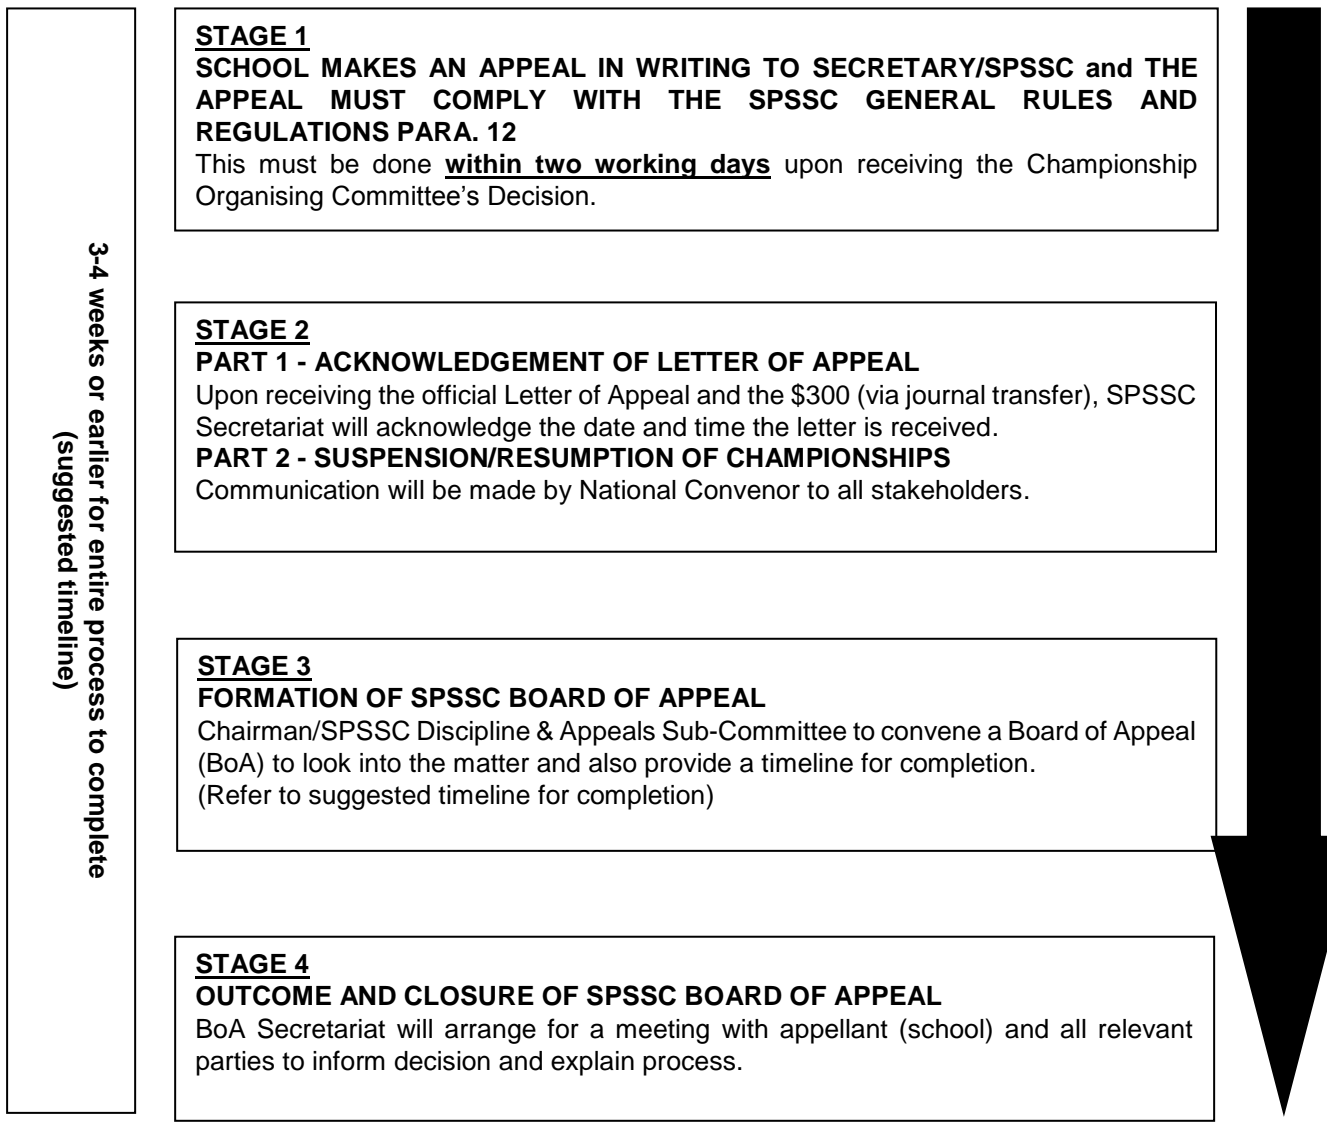 3-4 weeks or earlier for entire process to complete
(suggested timeline)
STAGE 1
SCHOOL MAKES AN APPEAL IN WRITING TO SECRETARY/SPSSC and THE
APPEAL MUST COMPLY WITH THE SPSSC GENERAL RULES AND
REGULATIONS PARA. 12
This must be done within two working days upon receiving the Championship
Organising Committee’s Decision.
STAGE 2
PART 1 - ACKNOWLEDGEMENT OF LETTER OF APPEAL
Upon receiving the official Letter of Appeal and the $300 (via journal transfer), SPSSC
Secretariat will acknowledge the date and time the letter is received.
PART 2 - SUSPENSION/RESUMPTION OF CHAMPIONSHIPS
Communication will be made by National Convenor to all stakeholders.
STAGE 3
FORMATION OF SPSSC BOARD OF APPEAL
Chairman/SPSSC Discipline & Appeals Sub-Committee to convene a Board of Appeal
(BoA) to look into the matter and also provide a timeline for completion.
(Refer to suggested timeline for completion)
STAGE 4
OUTCOME AND CLOSURE OF SPSSC BOARD OF APPEAL
BoA Secretariat will arrange for a meeting with appellant (school) and all relevant
parties to inform decision and explain process.